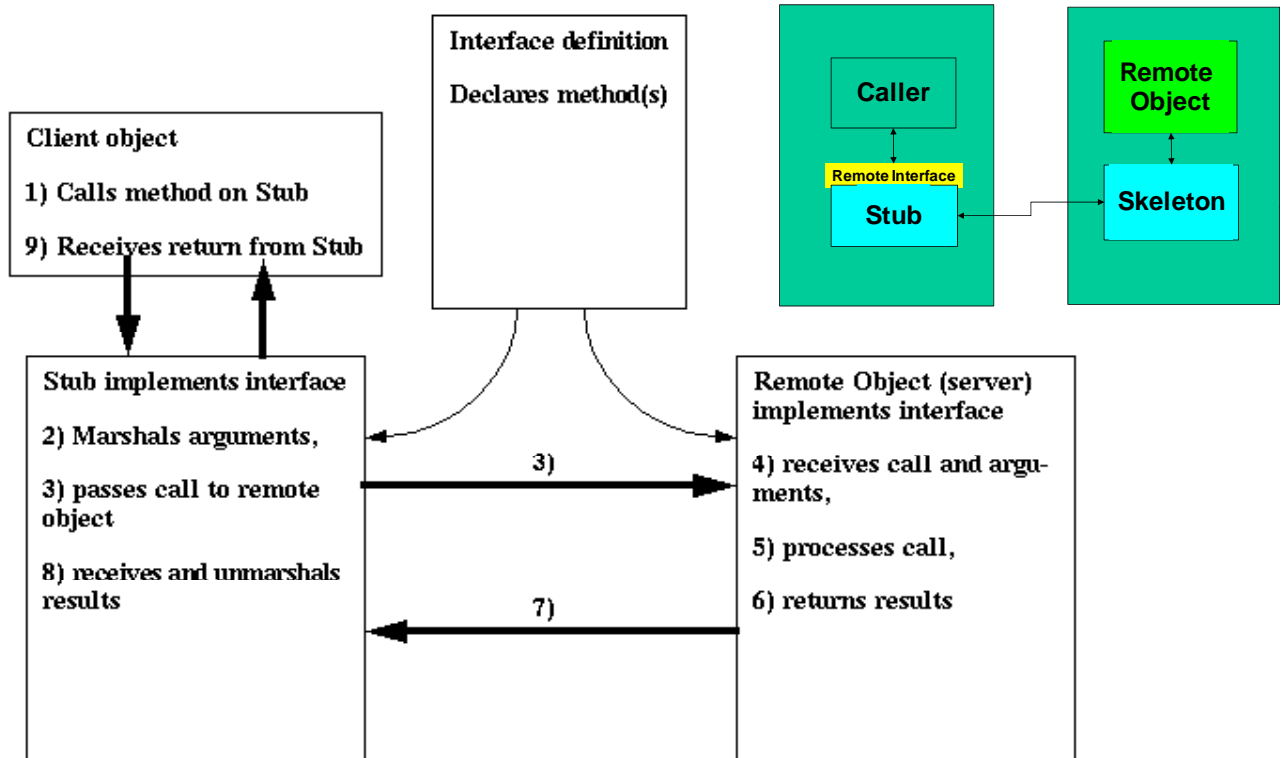 Interface definition
Declares method(s)
Client object
1) Calls method on Stub
9) Receives return from Stub
Caller
Remote Interface
Stub
Remote
Object
Skeleton
Stub implements interface
2) Marshals arguments,
3) passes call to remote
object
8) receives and unmarshals
results
3)
7)
Remote Object (server)
implements interface
4) receives call and argu-
ments,
5) processes call,
6) returns results